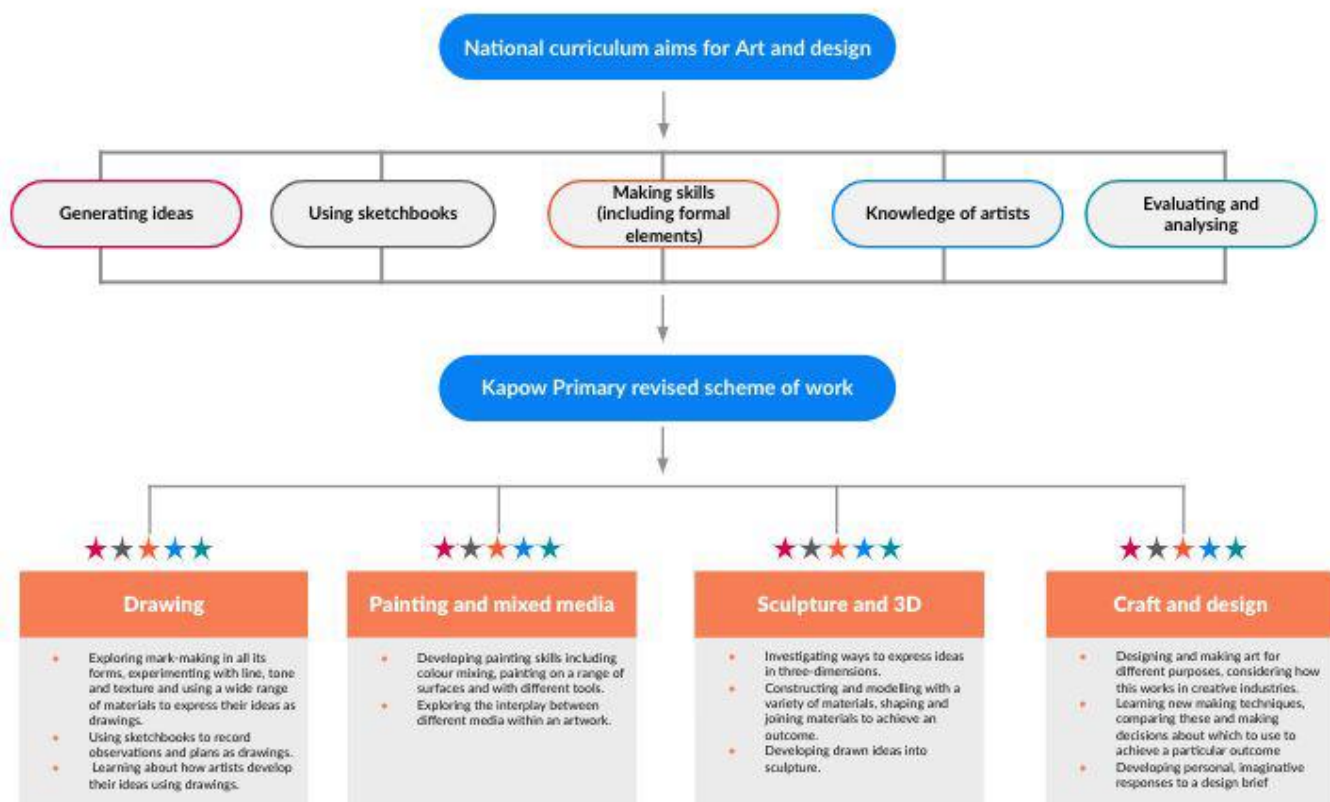 National curriculum aims for Art and design
Generating ideas
Using sketchbooks
Making skills
(including formal
elements)
Knowledge of artists
Evaluating and
analysing
Kapow Primary revised scheme of work
Drawing
• Exploring mark-making in all its
forms, experimenting with line, tone
and texture and using a wide range
of materials to express their ideas as
drawings.
• Using sketchbooks to record
observations and plans as drawings.
• Learning about how artists develop
their ideas using drawings.
Painting and mixed media
• Developing painting skills including
colour mixing, painting on a range of
surfaces and with different tools.
• Exploring the interplay between
different media within an artwork.
Sculpture and 3D
• Investigating ways to express ideas
in three-dimensions.
• Constructing and modelling with a
variety of materials, shaping and
joining materials to achieve an
outcome.
• Developing drawn ideas into
sculpture.
Craft and design
• Designing and making art for
different purposes, considering how
this works in creative industries.
• Learning new making techniques,
comparing these and making
decisions about which to use to
achieve a particular outcome
• Developing personal, imaginative
responses to a design brief